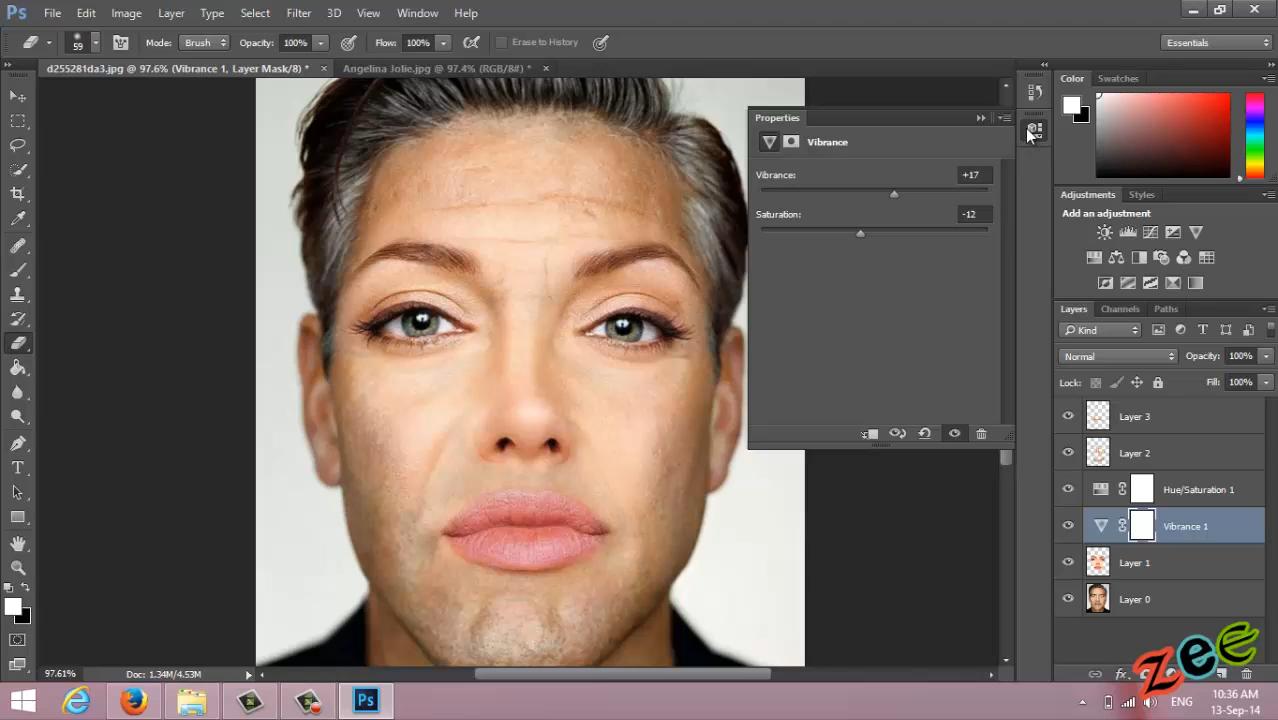 Ps File Edit Image Layer Type Select Filter 3D View Window Help
59 Mode: Brush Opacity: 100% Flow: 100% Erase to History Essentials
d255281da3.jpg @ 97.6% (Vibrance 1, Layer Mask/8) * × Angelina Jolie.jpg @ 97.4% (RGB/8#) * ×
Color Swatches
Properties
Vibrance
Vibrance: +17
Saturation: -12
Adjustments Styles
Add an adjustment
Layers Channels Paths
Kind
Normal Opacity: 100%
Lock: Fill: 100%
Layer 3
Layer 2
Hue/Saturation 1
Vibrance 1
Layer 1
Layer 0
97.61% Doc: 1.34M/4.53M
zee
Ps ENG 10:36 AM
13-Sep-14